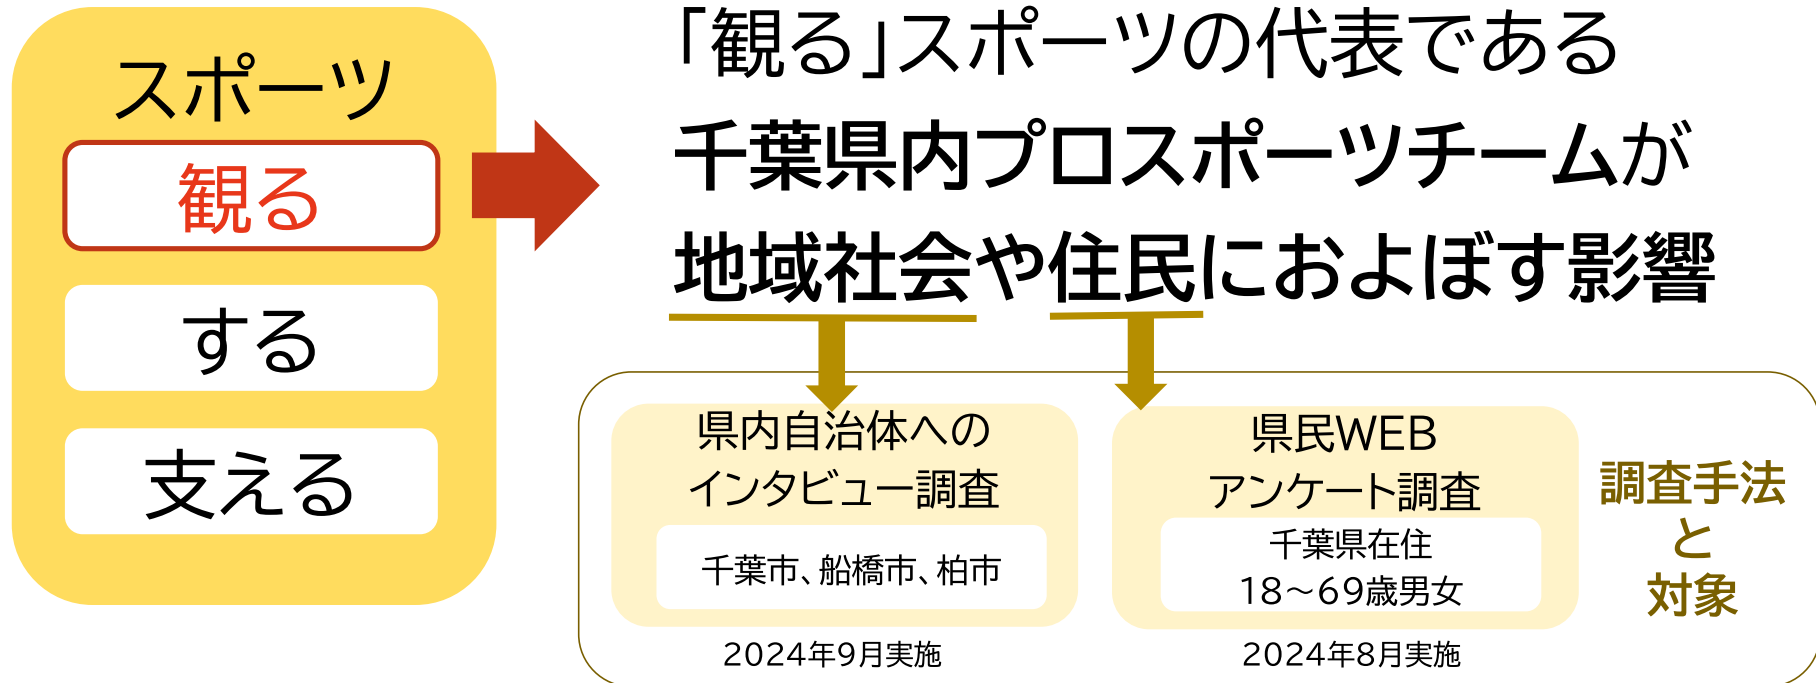 スポーツ
観る
する
支える
「観る」スポーツの代表である
千葉県内プロスポーツチームが
地域社会や住民におよぼす影響
県内自治体への
インタビュー調査
千葉市、船橋市、柏市
2024年9月実施
県民WEB
アンケート調査
千葉県在住
18～69歳男女
2024年8月実施
調査手法
と
対象